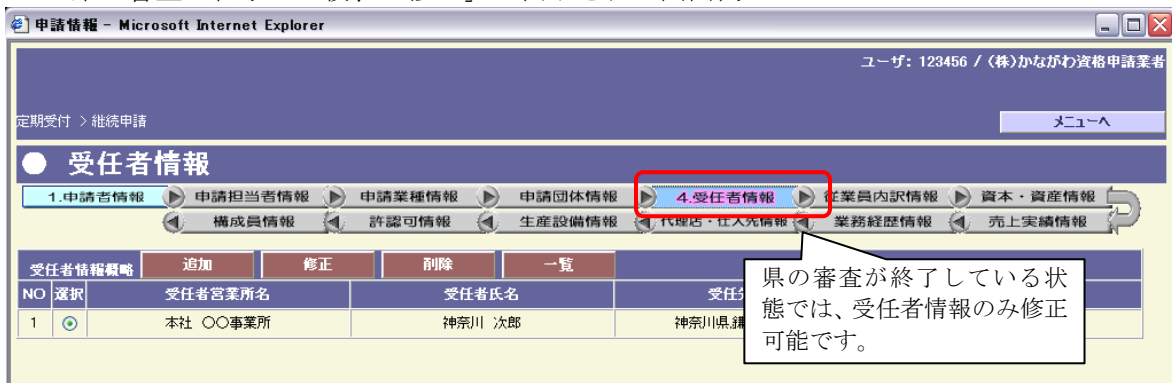 申請情報 - Microsoft Internet Explorer
ユーザ: 123456 / (株)かながわ資格申請業者
定期受付 > 継続申請
メニューへ
● 受任者情報
1.申請者情報 申請担当者情報 申請業種情報 申請団体情報 4.受任者情報 従業員内訳情報 資本・資産情報
構成員情報 許認可情報 生産設備情報 代理店・仕入先情報 業務経歴情報 売上実績情報
受任者情報概略 追加 修正 削除 一覧
NO 選択 受任者営業所名 受任者氏名 受任
1 本社 〇〇事業所 神奈川 次郎 神奈川県鎌
県の審査が終了している状
態では、受任者情報のみ修正
可能です。